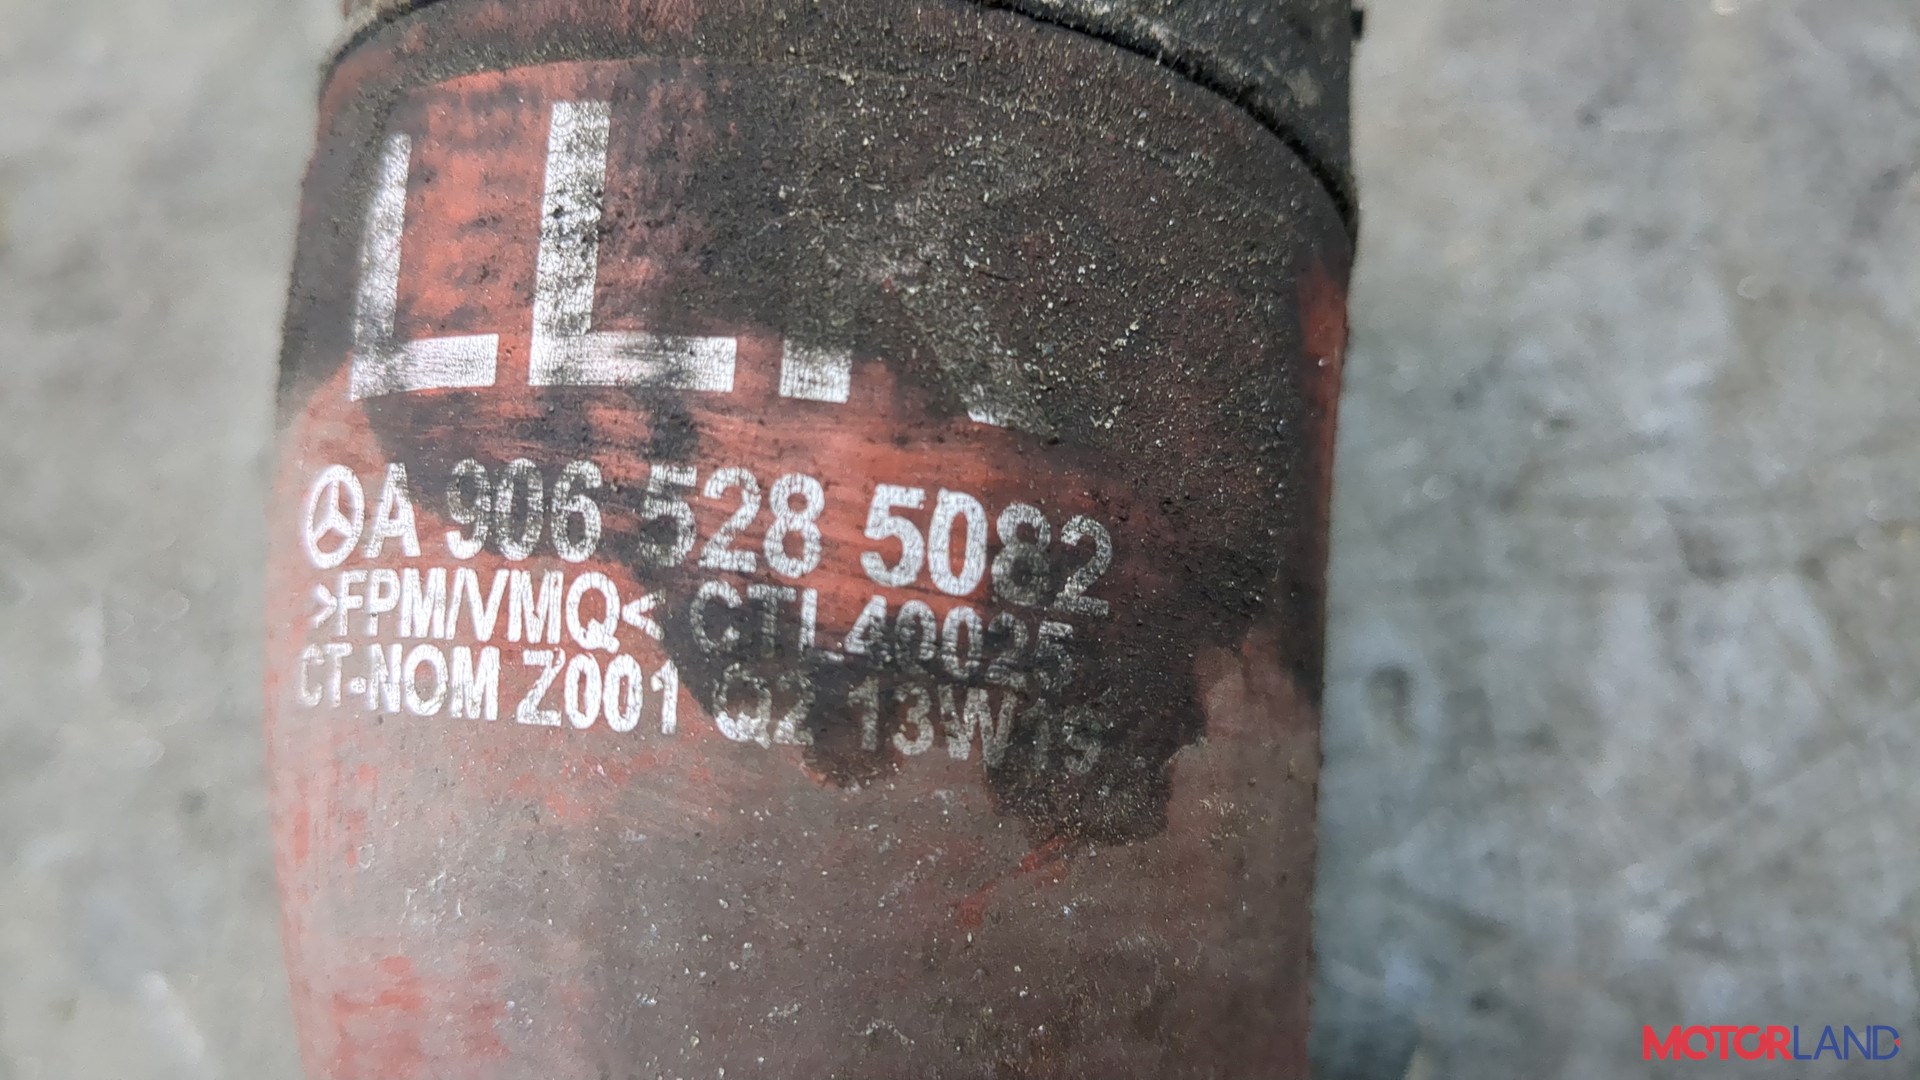 LL.
A 906 528 5082
>FPM/VMQ< CTL40025
CT-NOM Z001 Q2 13W19
MOTORLAND